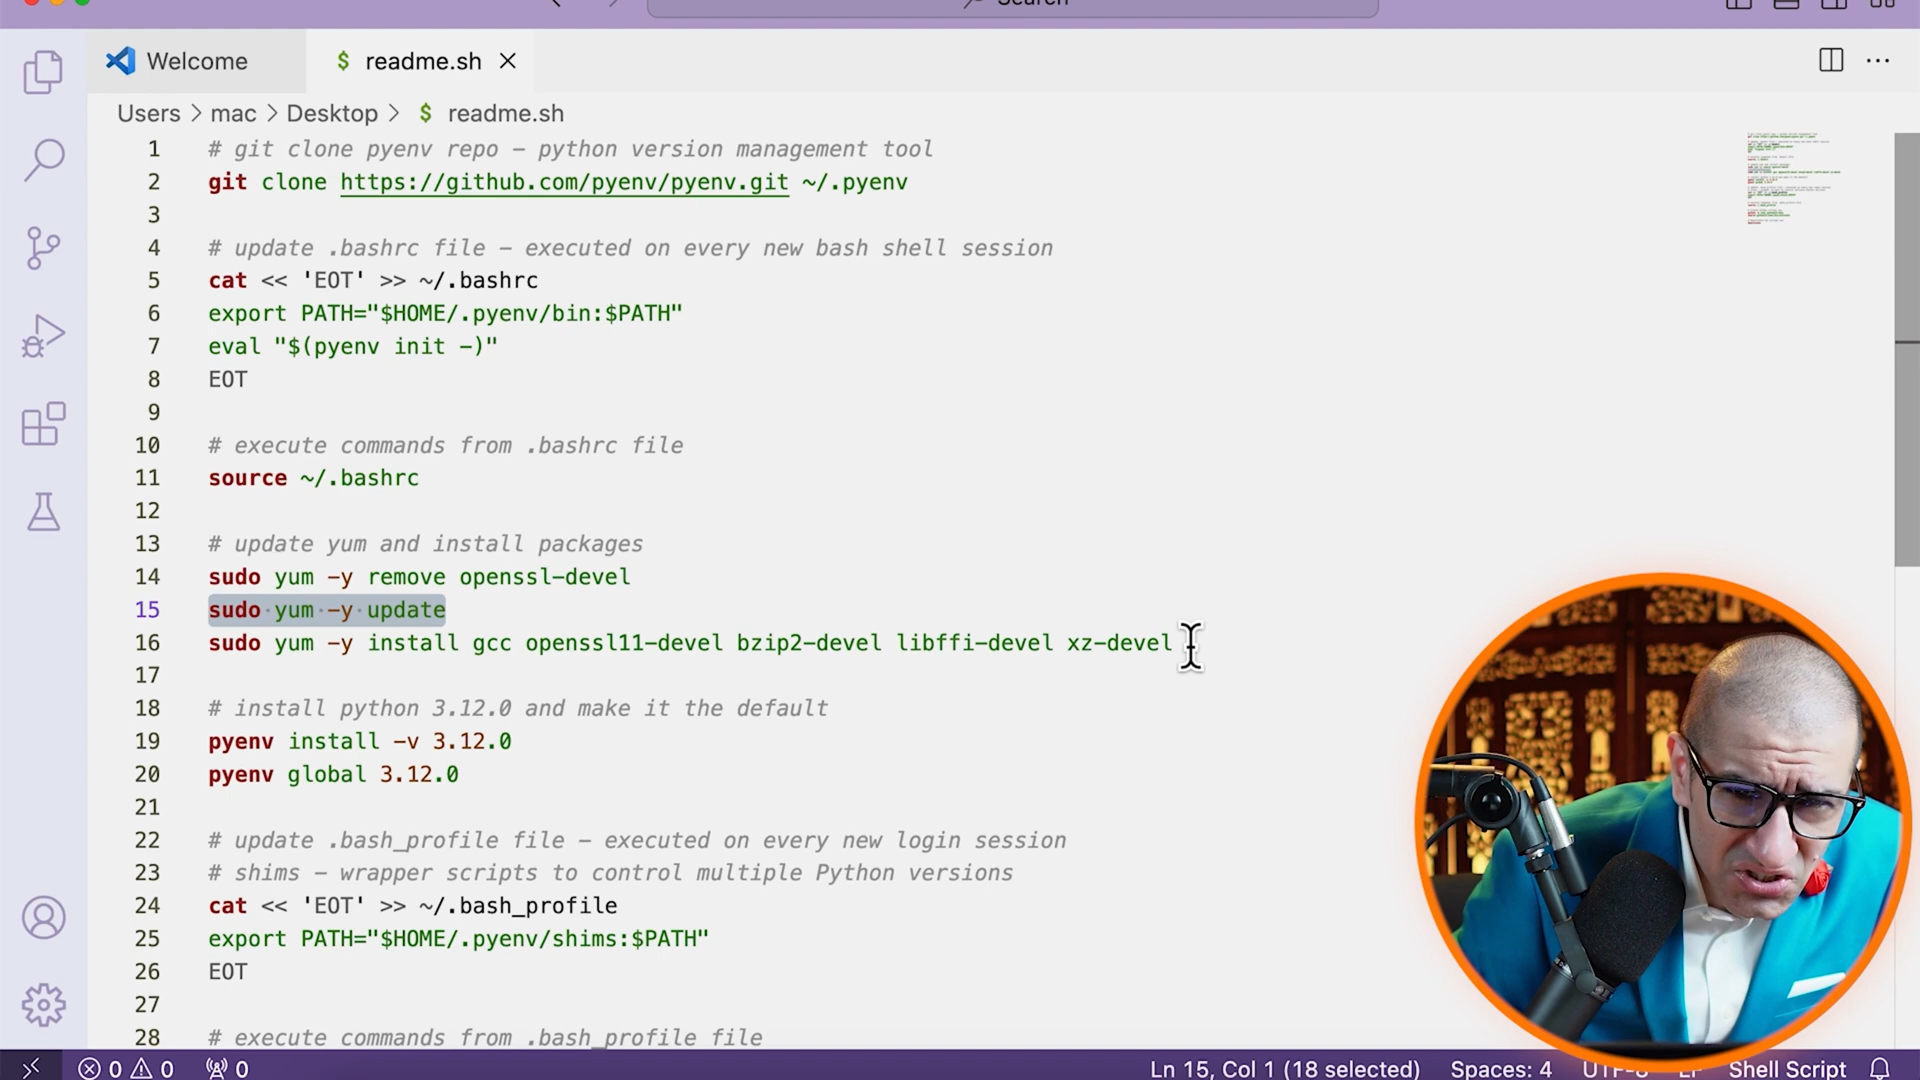 Search
Welcome
$ readme.sh
Users > mac > Desktop > $ readme.sh
1 # git clone pyenv repo - python version management tool
2 git clone https://github.com/pyenv/pyenv.git ~/.pyenv
3
4 # update .bashrc file - executed on every new bash shell session
5 cat << 'EOT' >> ~/.bashrc
6 export PATH="$HOME/.pyenv/bin:$PATH"
7 eval "$(pyenv init -)"
8 EOT
9
10 # execute commands from .bashrc file
11 source ~/.bashrc
12
13 # update yum and install packages
14 sudo yum -y remove openssl-devel
15 sudo yum -y update
16 sudo yum -y install gcc openssl11-devel bzip2-devel libffi-devel xz-devel
17
18 # install python 3.12.0 and make it the default
19 pyenv install -v 3.12.0
20 pyenv global 3.12.0
21
22 # update .bash_profile file - executed on every new login session
23 # shims - wrapper scripts to control multiple Python versions
24 cat << 'EOT' >> ~/.bash_profile
25 export PATH="$HOME/.pyenv/shims:$PATH"
26 EOT
27
28 # execute commands from .bash_profile file
0 0 0 Ln 15, Col 1 (18 selected) Spaces: 4 UTF-8 LF Shell Script